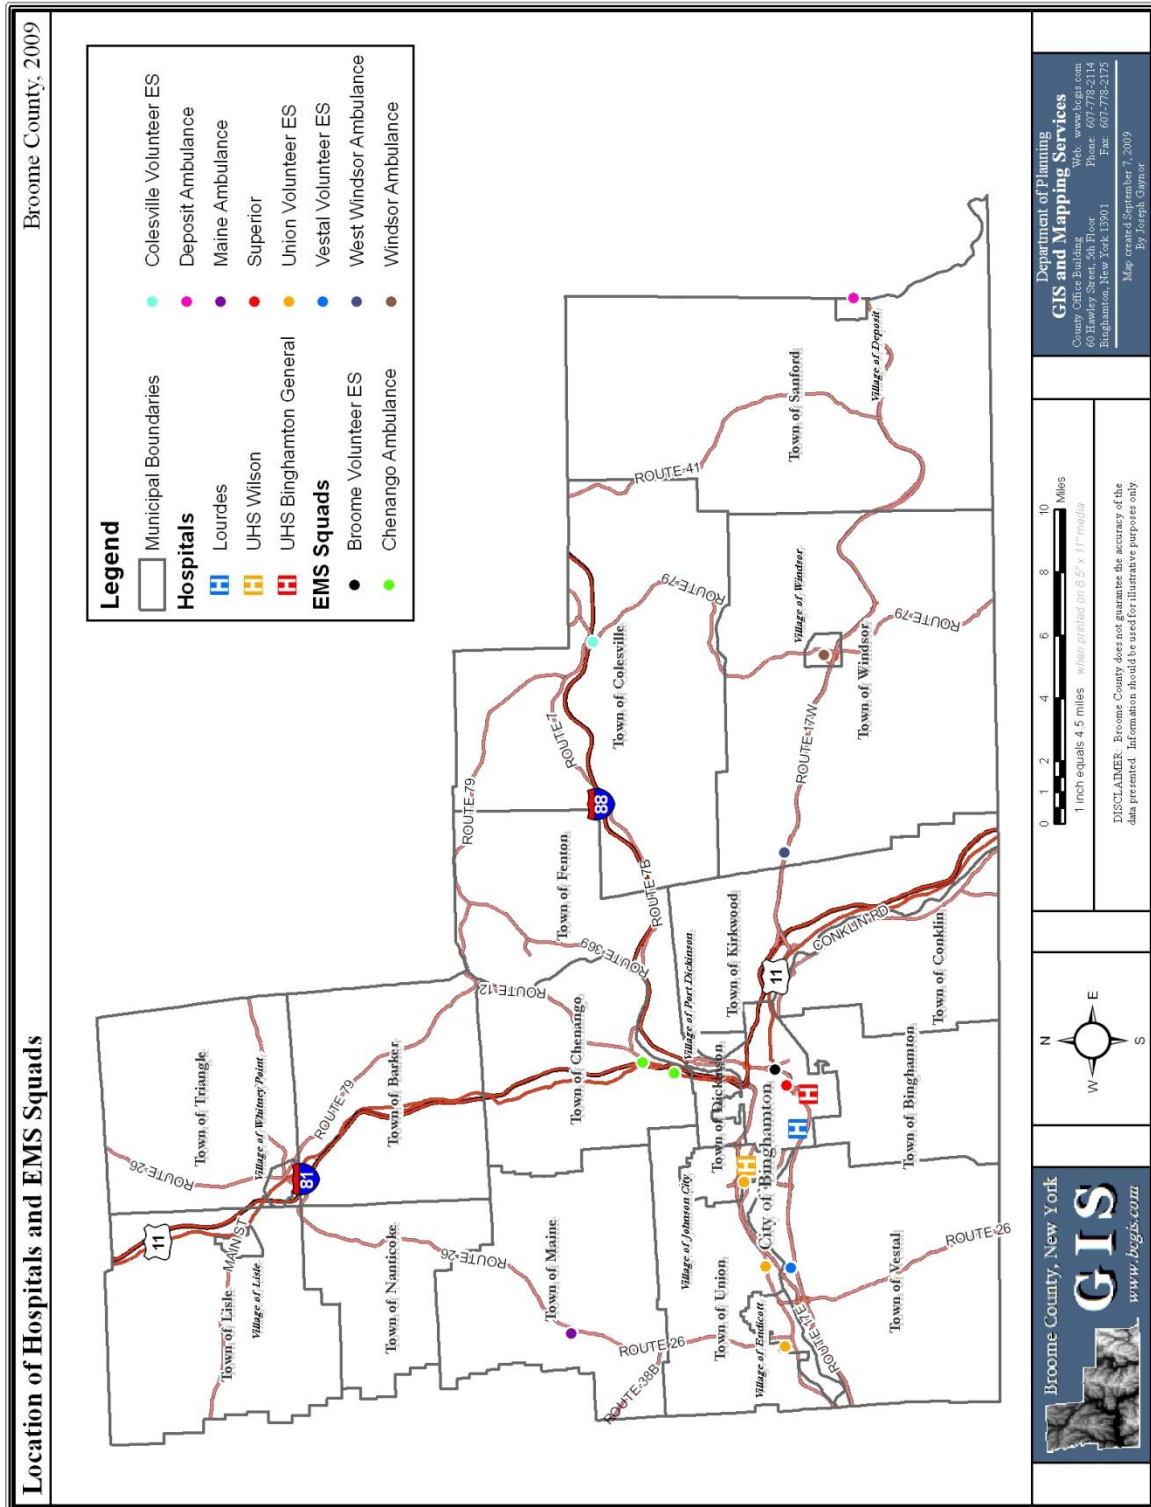 Location of Hospitals and EMS Squads
Broome County, 2009
Legend
Municipal Boundaries
Hospitals
Lourdes
UHS Wilson
UHS Binghamton General
EMS Squads
Broome Volunteer ES
Chenango Ambulance
Colesville Volunteer ES
Deposit Ambulance
Maine Ambulance
Superior
Union Volunteer ES
Vestal Volunteer ES
West Windsor Ambulance
Windsor Ambulance
11
MAIN ST
Town of Lisle
Village of Lisle
ROUTE 26
Town of Triangle
Village of Whitney Point
81
ROUTE 79
Town of Nanticoke
Town of Barker
ROUTE 26
Town of Maine
ROUTE 12
Town of Chenango
ROUTE 79
Town of Fenton
ROUTE 369
ROUTE 7
88
ROUTE 7B
Town of Colesville
ROUTE 79
ROUTE 41
ROUTE 38B
ROUTE 26
Town of Union
Village of Endicott
Village of Johnson City
Town of Dickinson
Village of Port Dickinson
Town of Kirkwood
City of Binghamton
H
H
H
11
CONKLIN RD
ROUTE 17W
Village of Windsor
Town of Windsor
ROUTE 79
Town of Sanford
Village of Deposit
ROUTE 17E
Town of Vestal
ROUTE 26
Town of Binghamton
Town of Conklin
Broome County, New York
GIS
www.bcgis.com
N
W
E
S
0 1 2 4 6 8 10
Miles
1 inch equals 4.5 miles when printed on 8.5" x 11" media
DISCLAIMER: Broome County does not guarantee the accuracy of the
data presented. Information should be used for illustrative purposes only.
Department of Planning
GIS and Mapping Services
County Office Building Web: www.bcgis.com
60 Hawley Street, 5th Floor Phone: 607-778-2114
Binghamton, New York 13901 Fax: 607-778-2175
Map created September 7, 2009
By Joseph Gaynor